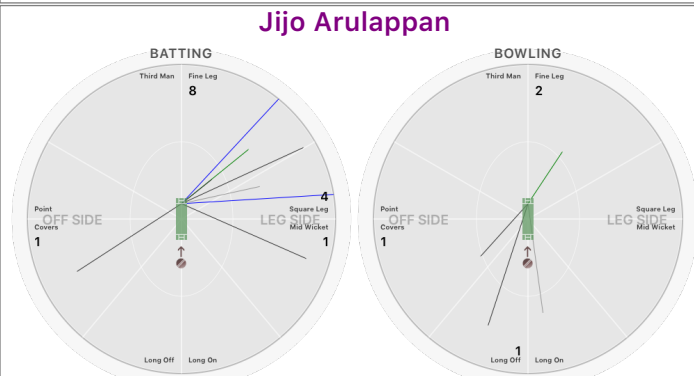 Jijo Arulappan
BATTING
Third Man Fine Leg
8
4
Point Square Leg
OFF SIDE LEG SIDE
Covers Mid Wicket
1 1
Long Off Long On
BOWLING
Third Man Fine Leg
2
Point Square Leg
OFF SIDE LEG SIDE
Covers Mid Wicket
1
1
Long Off Long On